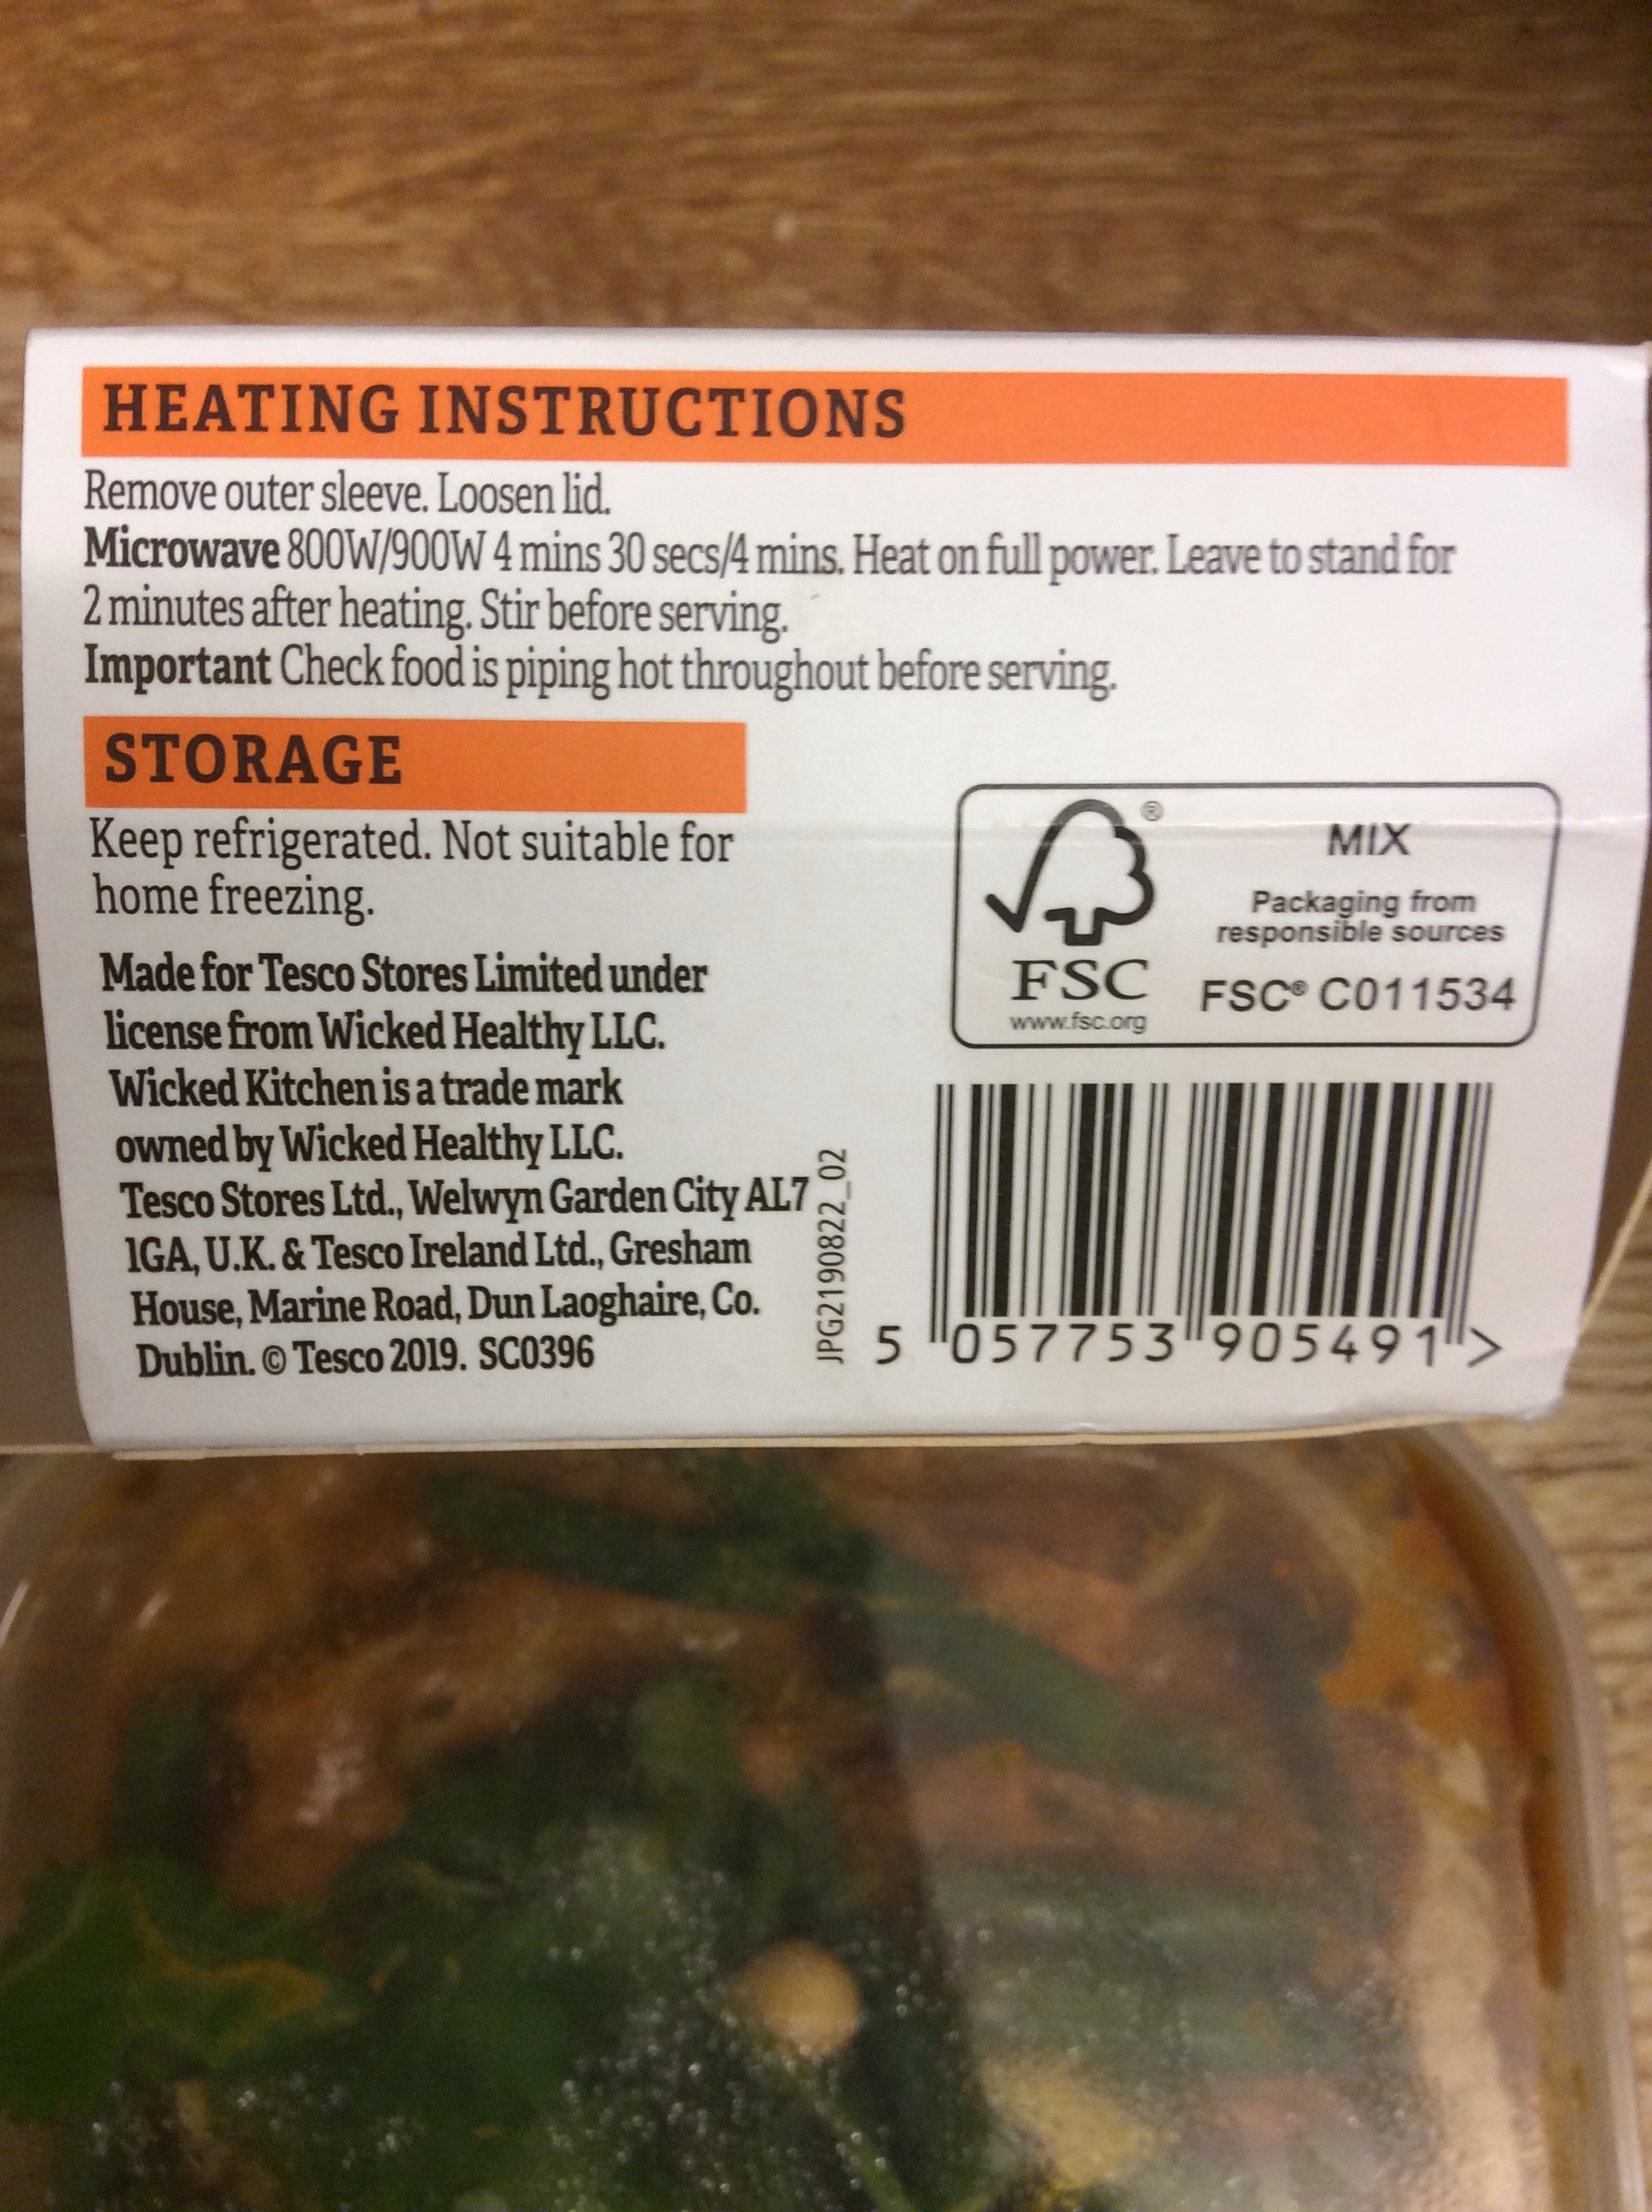 HEATING INSTRUCTIONS
Remove outer sleeve. Loosen lid.
Microwave 800W/900W 4 mins 30 secs/4 mins. Heat on full power. Leave to stand for
2 minutes after heating. Stir before serving.
Important Check food is piping hot throughout before serving.
STORAGE
Keep refrigerated. Not suitable for
home freezing.
Made for Tesco Stores Limited under
license from Wicked Healthy LLC.
Wicked Kitchen is a trade mark
owned by Wicked Healthy LLC.
Tesco Stores Ltd., Welwyn Garden City AL7
1GA, U.K. & Tesco Ireland Ltd., Gresham
House, Marine Road, Dun Laoghaire, Co.
Dublin. © Tesco 2019. SC0396
JPG2190822_02
®
FSC
www.fsc.org
MIX
Packaging from
responsible sources
FSC® C011534
5 057753 905491 >